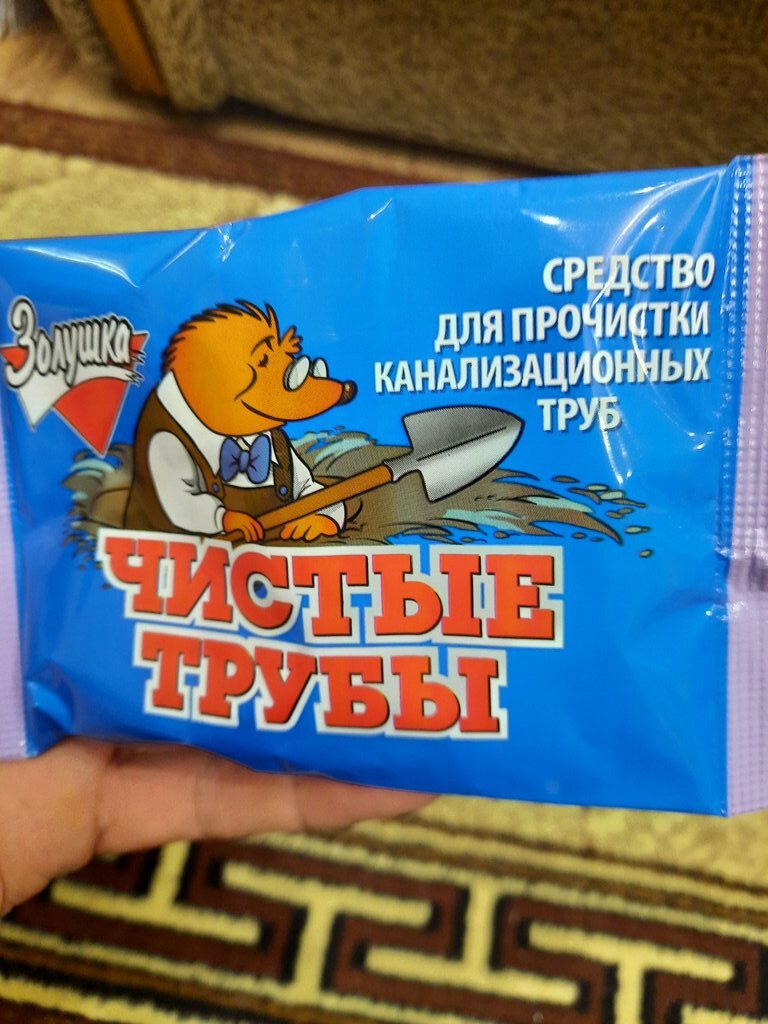 Золушка
СРЕДСТВО
ДЛЯ ПРОЧИСТКИ
КАНАЛИЗАЦИОННЫХ
ТРУБ
ЧИСТЫЕ
ТРУБЫ